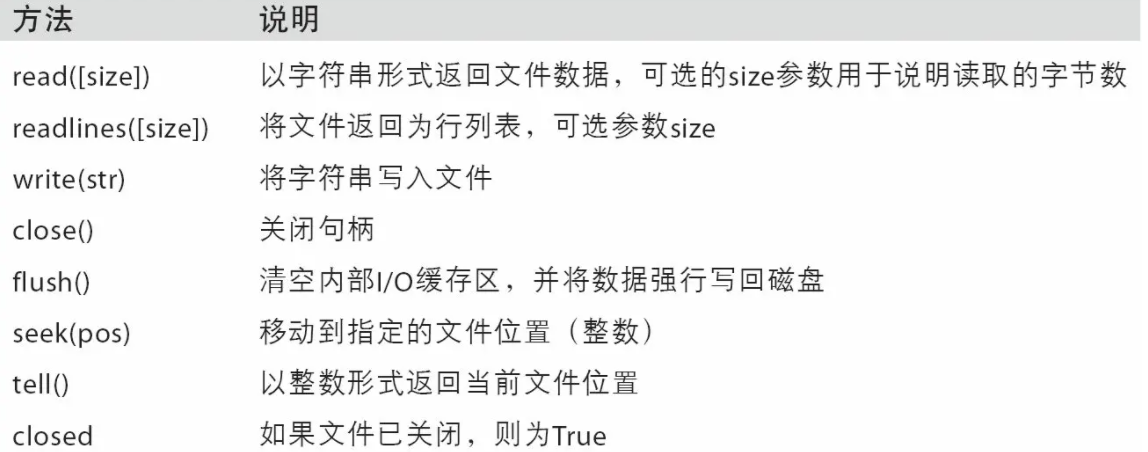 方法 说明
read([size]) 以字符串形式返回文件数据，可选的size参数用于说明读取的字节数
readlines([size]) 将文件返回为行列表，可选参数size
write(str) 将字符串写入文件
close() 关闭句柄
flush() 清空内部I/O缓存区，并将数据强行写回磁盘
seek(pos) 移动到指定的文件位置（整数）
tell() 以整数形式返回当前文件位置
closed 如果文件已关闭，则为True